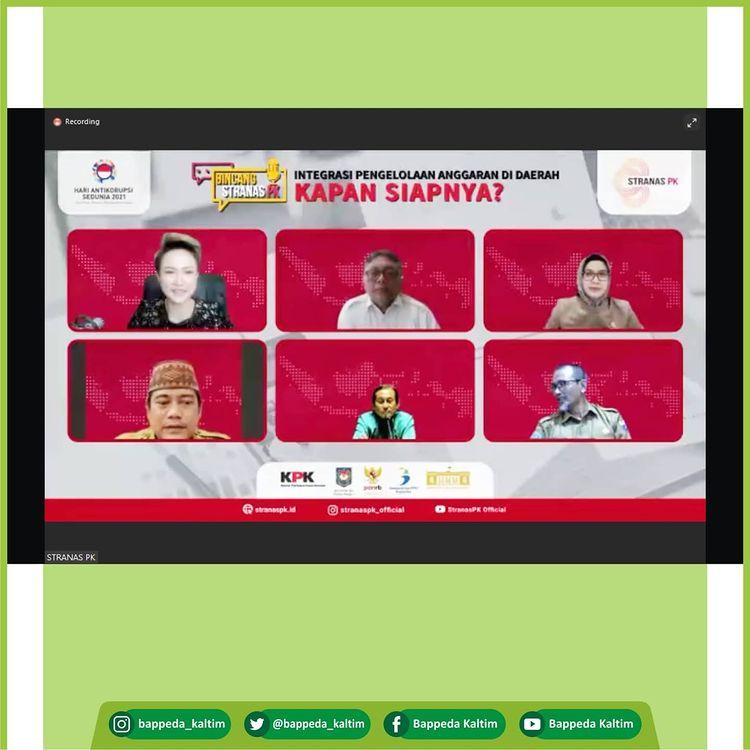 Recording
HARI ANTIKORUPSI
SEDUNIA 2021
BINCANG
STRANAS PK
INTEGRASI PENGELOLAAN ANGGARAN DI DAERAH
KAPAN SIAPNYA?
STRANAS PK
KPK
panrb
stranaspk.id
stranaspk_official
StranasPK Official
STRANAS PK
bappeda_kaltim
@bappeda_kaltim
Bappeda Kaltim
Bappeda Kaltim